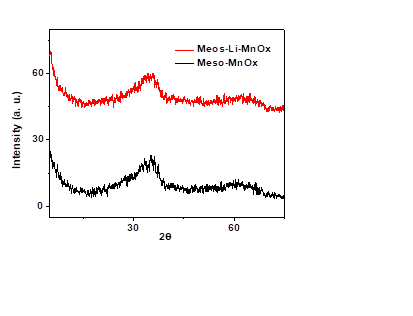 Meos-Li-MnOx
Meso-MnOx
60
30
0
Intensity (a. u.)
30
60
2θ